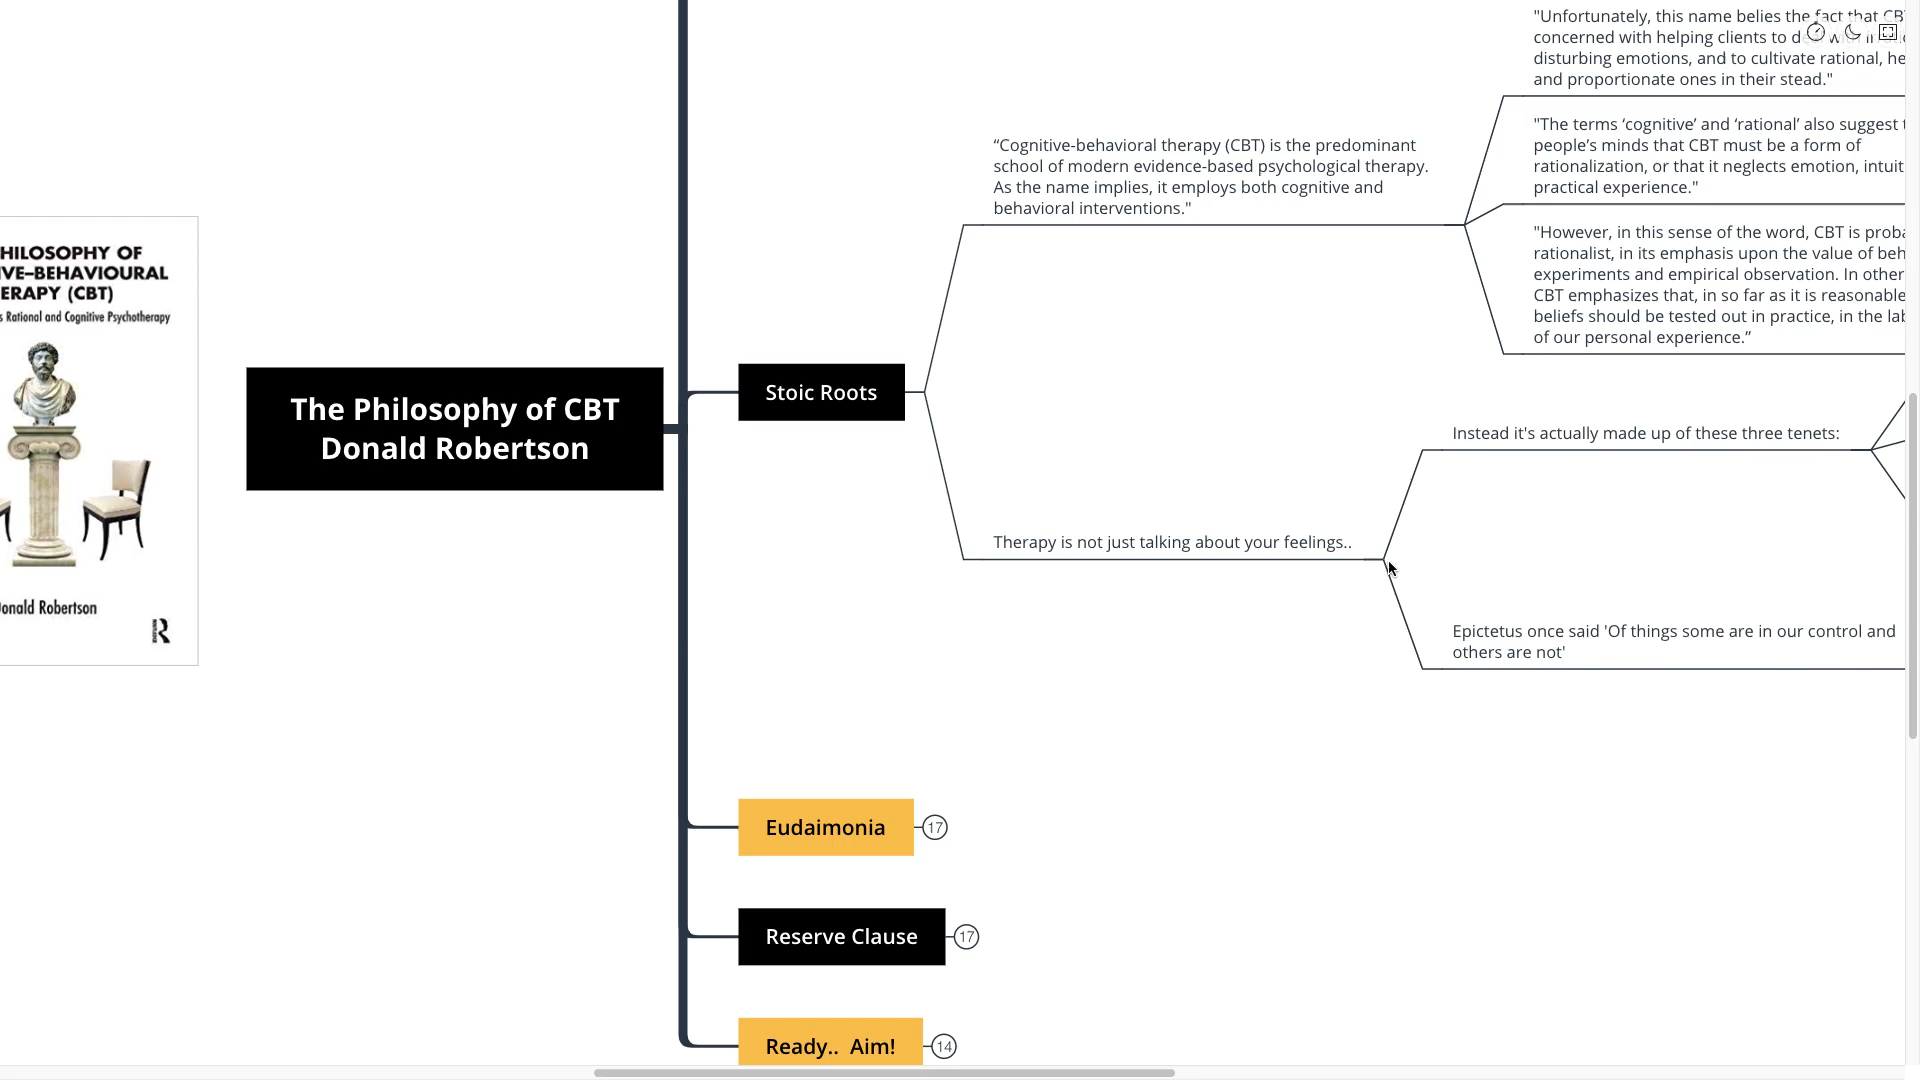 HILOSOPHY OF
IVE–BEHAVIOURAL
ERAPY (CBT)
s Rational and Cognitive Psychotherapy
onald Robertson
The Philosophy of CBT
Donald Robertson
Stoic Roots
“Cognitive-behavioral therapy (CBT) is the predominant
school of modern evidence-based psychological therapy.
As the name implies, it employs both cognitive and
behavioral interventions."
"Unfortunately, this name belies the fact that CB
concerned with helping clients to
disturbing emotions, and to cultivate rational, he
and proportionate ones in their stead."
"The terms ‘cognitive’ and ‘rational’ also suggest
people’s minds that CBT must be a form of
rationalization, or that it neglects emotion, intuit
practical experience."
"However, in this sense of the word, CBT is proba
rationalist, in its emphasis upon the value of beh
experiments and empirical observation. In other
CBT emphasizes that, in so far as it is reasonable
beliefs should be tested out in practice, in the lab
of our personal experience.”
Therapy is not just talking about your feelings..
Instead it's actually made up of these three tenets:
Epictetus once said 'Of things some are in our control and
others are not'
Eudaimonia
17
Reserve Clause
17
Ready.. Aim!
14